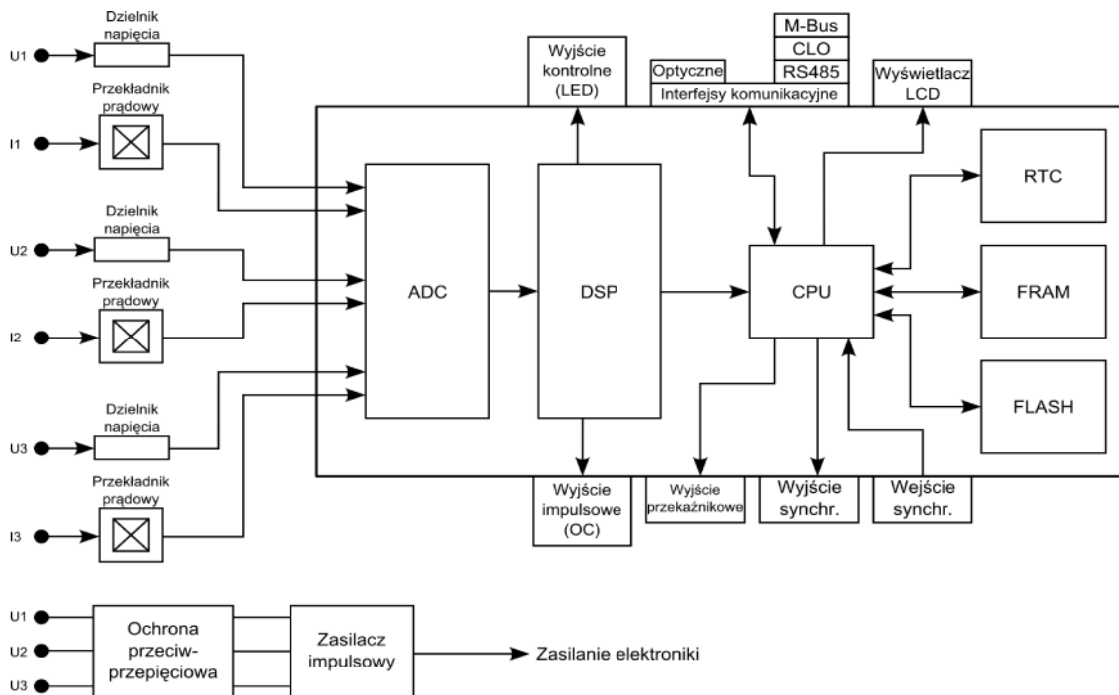 Dzielnik
napięcia
U1
Przekładnik
prądowy
I1
Dzielnik
napięcia
U2
Przekładnik
prądowy
I2
Dzielnik
napięcia
U3
Przekładnik
prądowy
I3
Wyjście
kontrolne
(LED)
M-Bus
CLO
Optyczne
RS485
Interfejsy komunikacyjne
Wyświetlacz
LCD
ADC
DSP
CPU
RTC
FRAM
FLASH
Wyjście
impulsowe
(OC)
Wyjście
przekaźnikowe
Wyjście
synchr.
Wejście
synchr.
U1
U2
U3
Ochrona
przeciw-
przepięciowa
Zasilacz
impulsowy
Zasilanie elektroniki